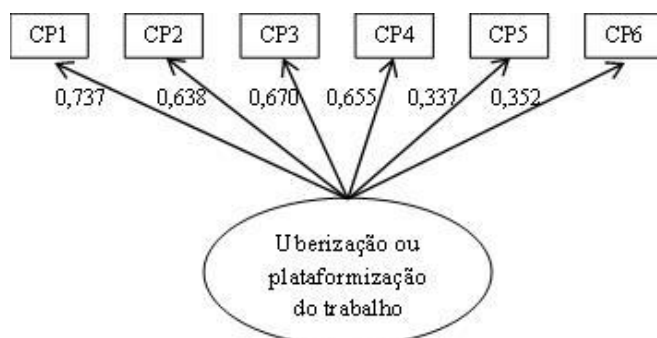 CP1 CP2 CP3 CP4 CP5 CP6
0,737 0,638 0,670 0,655 0,337 0,352
Uberização ou
plataformização
do trabalho